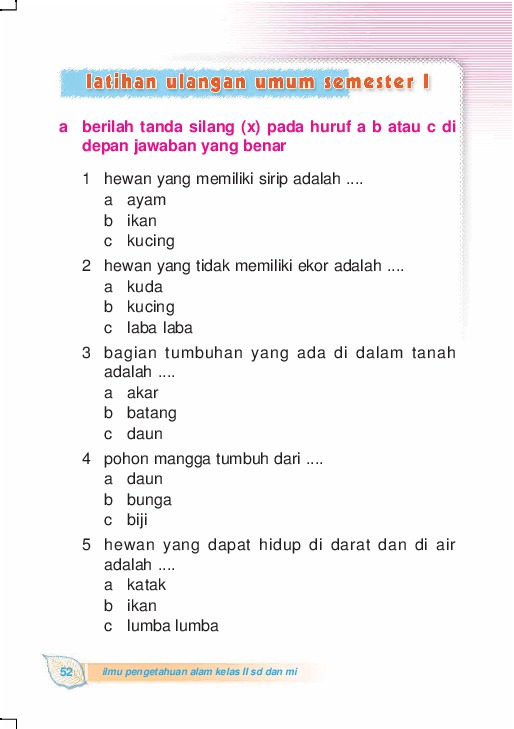 latihan ulangan umum semester I
a berilah tanda silang (x) pada huruf a b atau c di
depan jawaban yang benar
1 hewan yang memiliki sirip adalah ....
a ayam
b ikan
c kucing
2 hewan yang tidak memiliki ekor adalah ....
a kuda
b kucing
c laba laba
3 bagian tumbuhan yang ada di dalam tanah
adalah ....
a akar
b batang
c daun
4 pohon mangga tumbuh dari ....
a daun
b bunga
c biji
5 hewan yang dapat hidup di darat dan di air
adalah ....
a katak
b ikan
c lumba lumba
52 ilmu pengetahuan alam kelas II sd dan mi